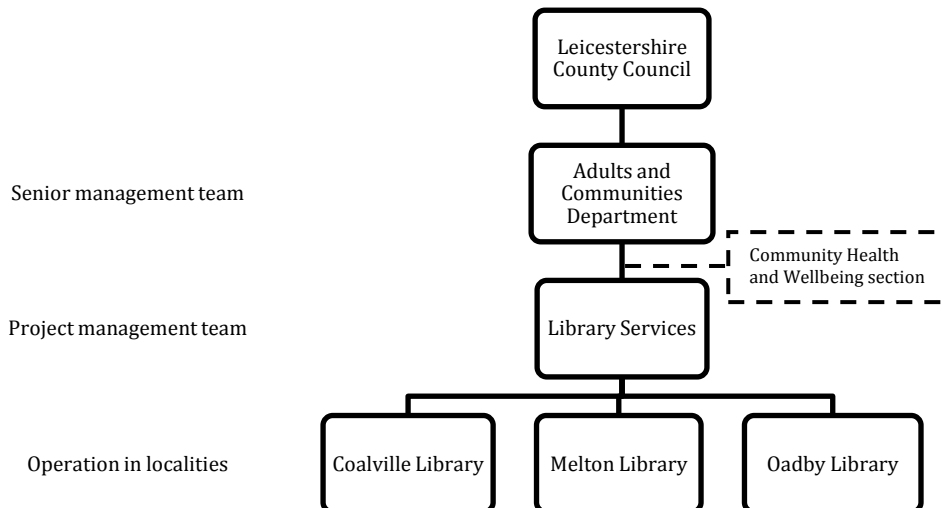 Leicestershire
County Council
Senior management team
Adults and
Communities
Department
Community Health
and Wellbeing section
Project management team
Library Services
Operation in localities
Coalville Library
Melton Library
Oadby Library